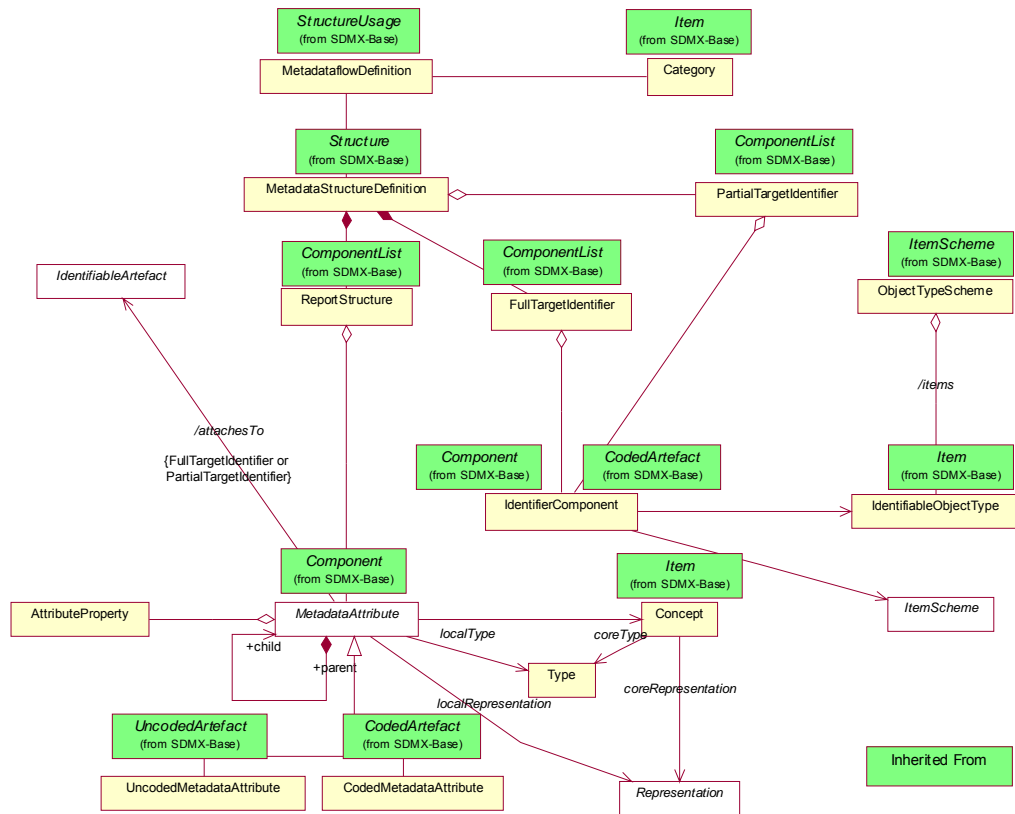 StructureUsage
(from SDMX-Base)
MetadataflowDefinition
Item
(from SDMX-Base)
Category
Structure
(from SDMX-Base)
MetadataStructureDefinition
ComponentList
(from SDMX-Base)
PartialTargetIdentifier
ComponentList
(from SDMX-Base)
ReportStructure
ComponentList
(from SDMX-Base)
FullTargetIdentifier
ItemScheme
(from SDMX-Base)
ObjectTypeScheme
IdentifiableArtefact
/items
/attachesTo
{FullTargetIdentifier or
PartialTargetIdentifier}
Component
(from SDMX-Base)
CodedArtefact
(from SDMX-Base)
IdentifierComponent
Item
(from SDMX-Base)
IdentifiableObjectType
Component
(from SDMX-Base)
MetadataAttribute
Item
(from SDMX-Base)
Concept
ItemScheme
AttributeProperty
+child
+parent
localType
coreType
Type
localRepresentation
coreRepresentation
UncodedArtefact
(from SDMX-Base)
UncodedMetadataAttribute
CodedArtefact
(from SDMX-Base)
CodedMetadataAttribute
Representation
Inherited From